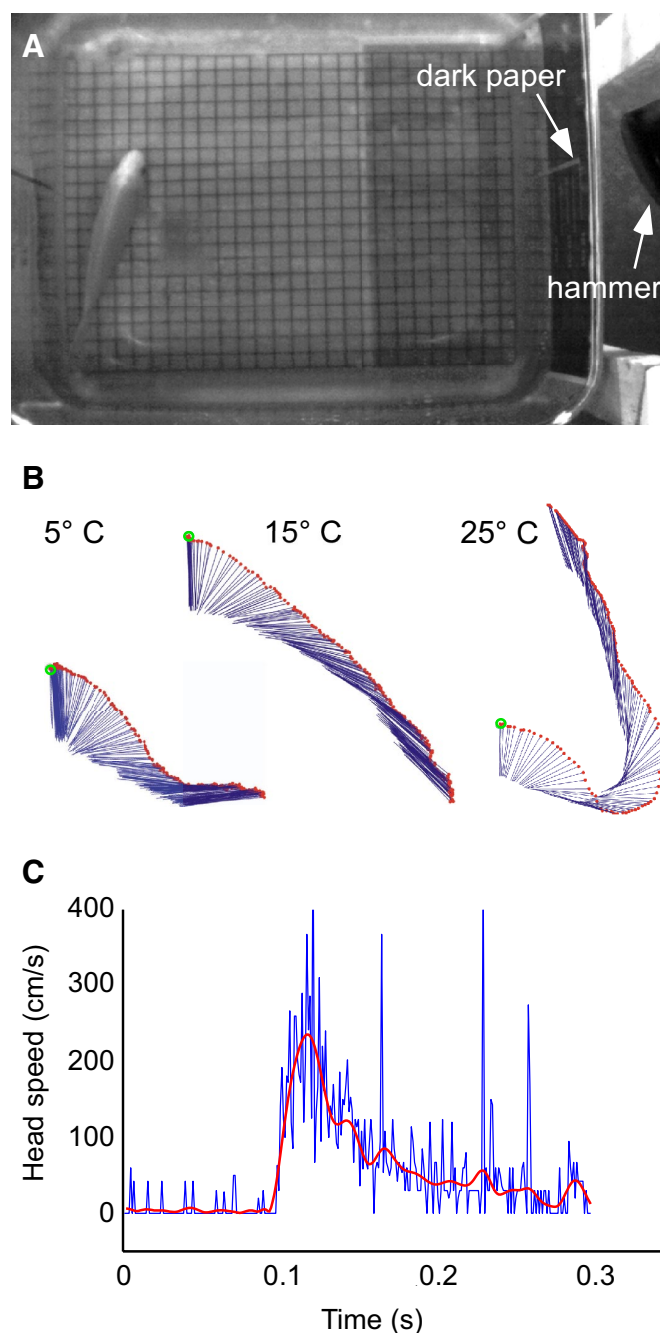 A
dark paper
hammer
B
5° C
15° C
25° C
C
400
300
200
100
0
Head speed (cm/s)
0
0.1
0.2
0.3
Time (s)